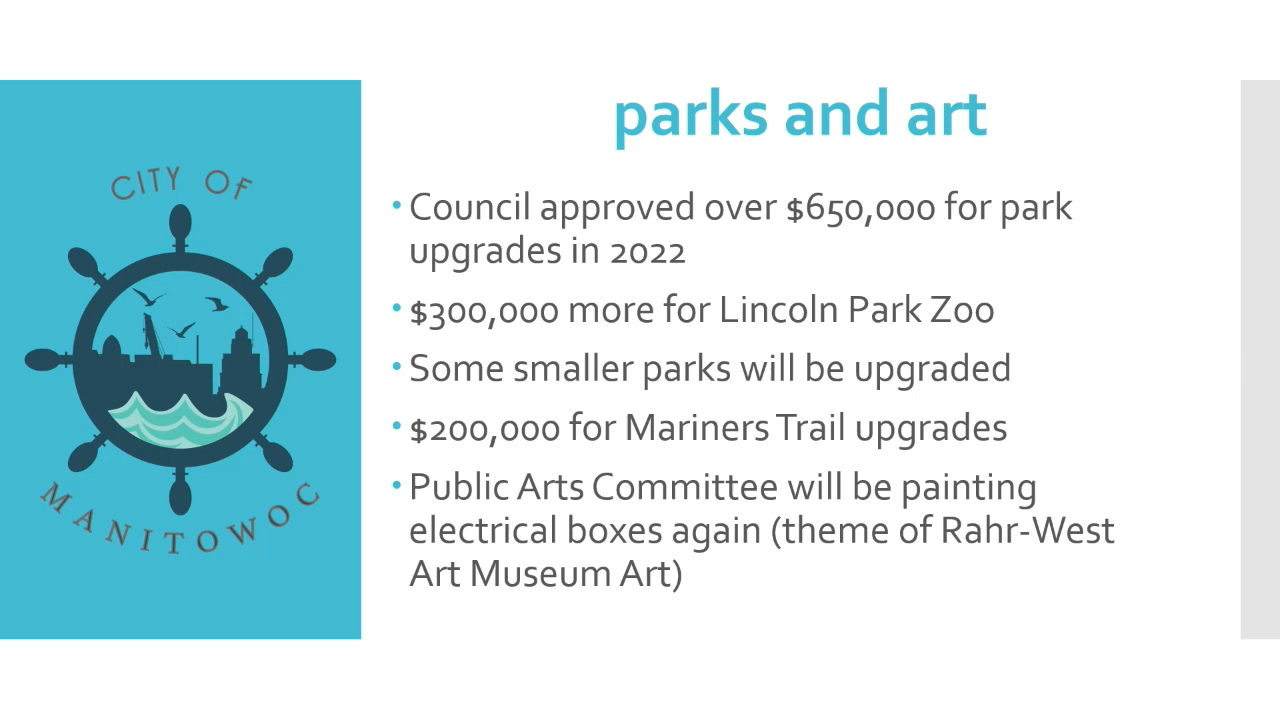 CITY OF
MANITOWOC
parks and art
• Council approved over $650,000 for park
upgrades in 2022
• $300,000 more for Lincoln Park Zoo
• Some smaller parks will be upgraded
• $200,000 for Mariners Trail upgrades
• Public Arts Committee will be painting
electrical boxes again (theme of Rahr-West
Art Museum Art)